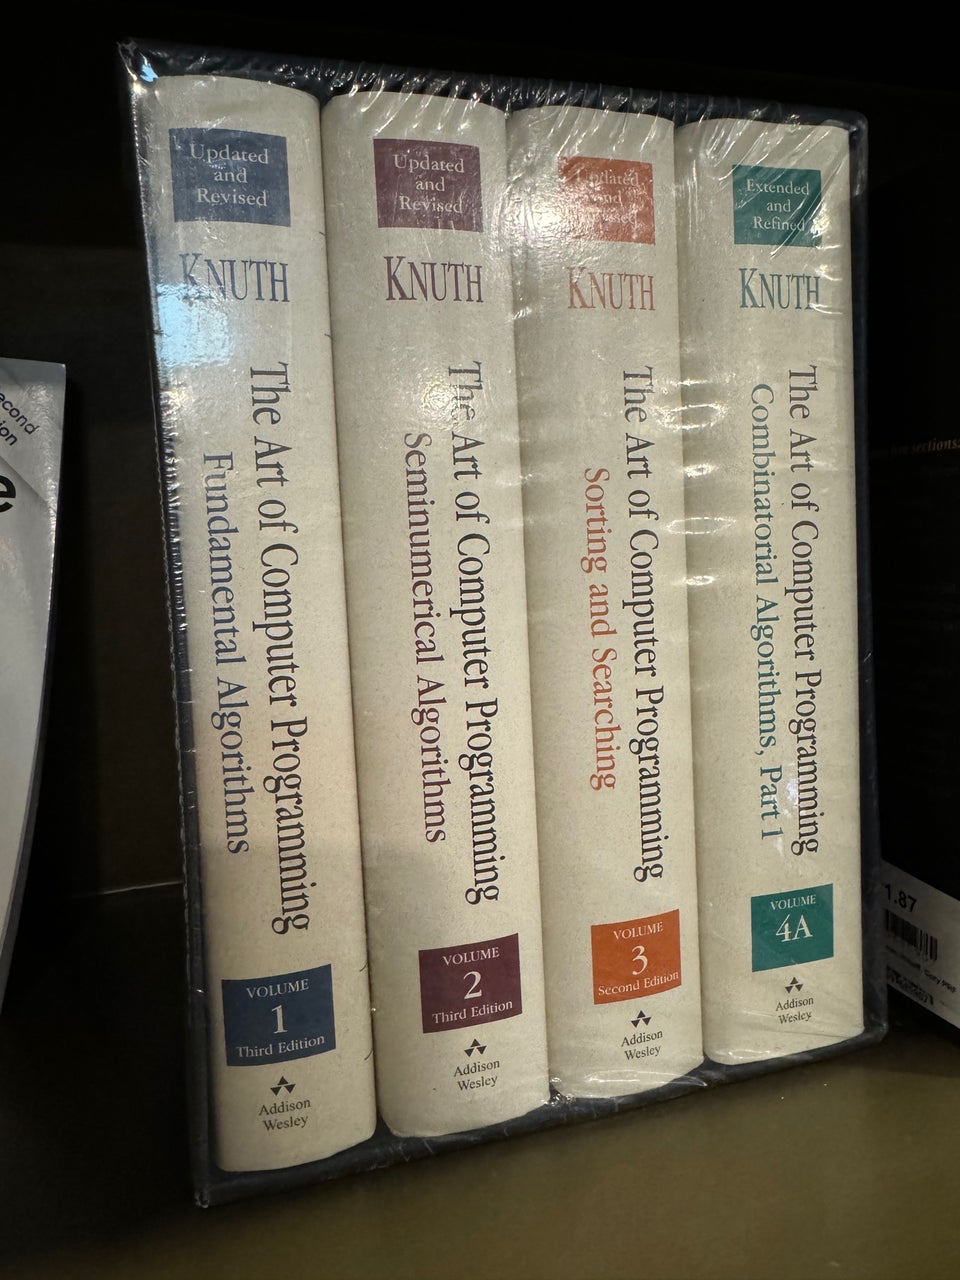 Updated
and
Revised
KNUTH
The Art of Computer Programming
Fundamental Algorithms
VOLUME
1
Third Edition
Addison
Wesley
Updated
and
Revised
KNUTH
The Art of Computer Programming
Seminumerical Algorithms
VOLUME
2
Third Edition
Addison
Wesley
Updated
and
Revised
KNUTH
The Art of Computer Programming
Sorting and Searching
VOLUME
3
Second Edition
Addison
Wesley
Extended
and
Refined
KNUTH
The Art of Computer Programming
Combinatorial Algorithms, Part 1
VOLUME
4A
Addison
Wesley
1.87